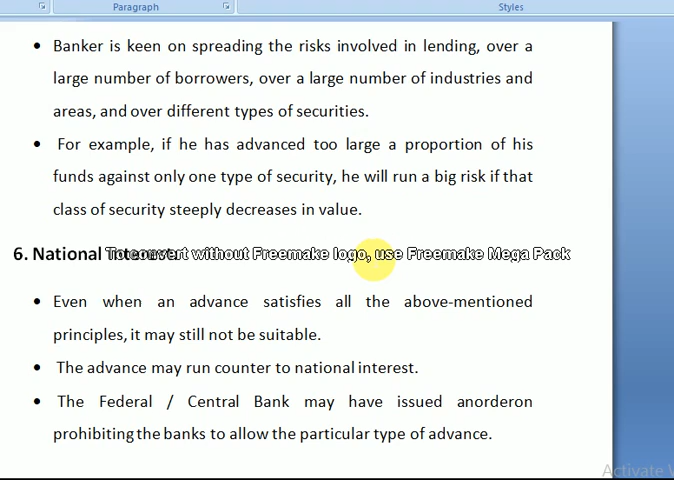 Paragraph
Styles
• Banker is keen on spreading the risks involved in lending, over a
large number of borrowers, over a large number of industries and
areas, and over different types of securities.
• For example, if he has advanced too large a proportion of his
funds against only one type of security, he will run a big risk if that
class of security steeply decreases in value.
6. National
To convert without Freemake logo, use Freemake Mega Pack
• Even when an advance satisfies all the above-mentioned
principles, it may still not be suitable.
• The advance may run counter to national interest.
• The Federal / Central Bank may have issued anorderon
prohibiting the banks to allow the particular type of advance.
Activate